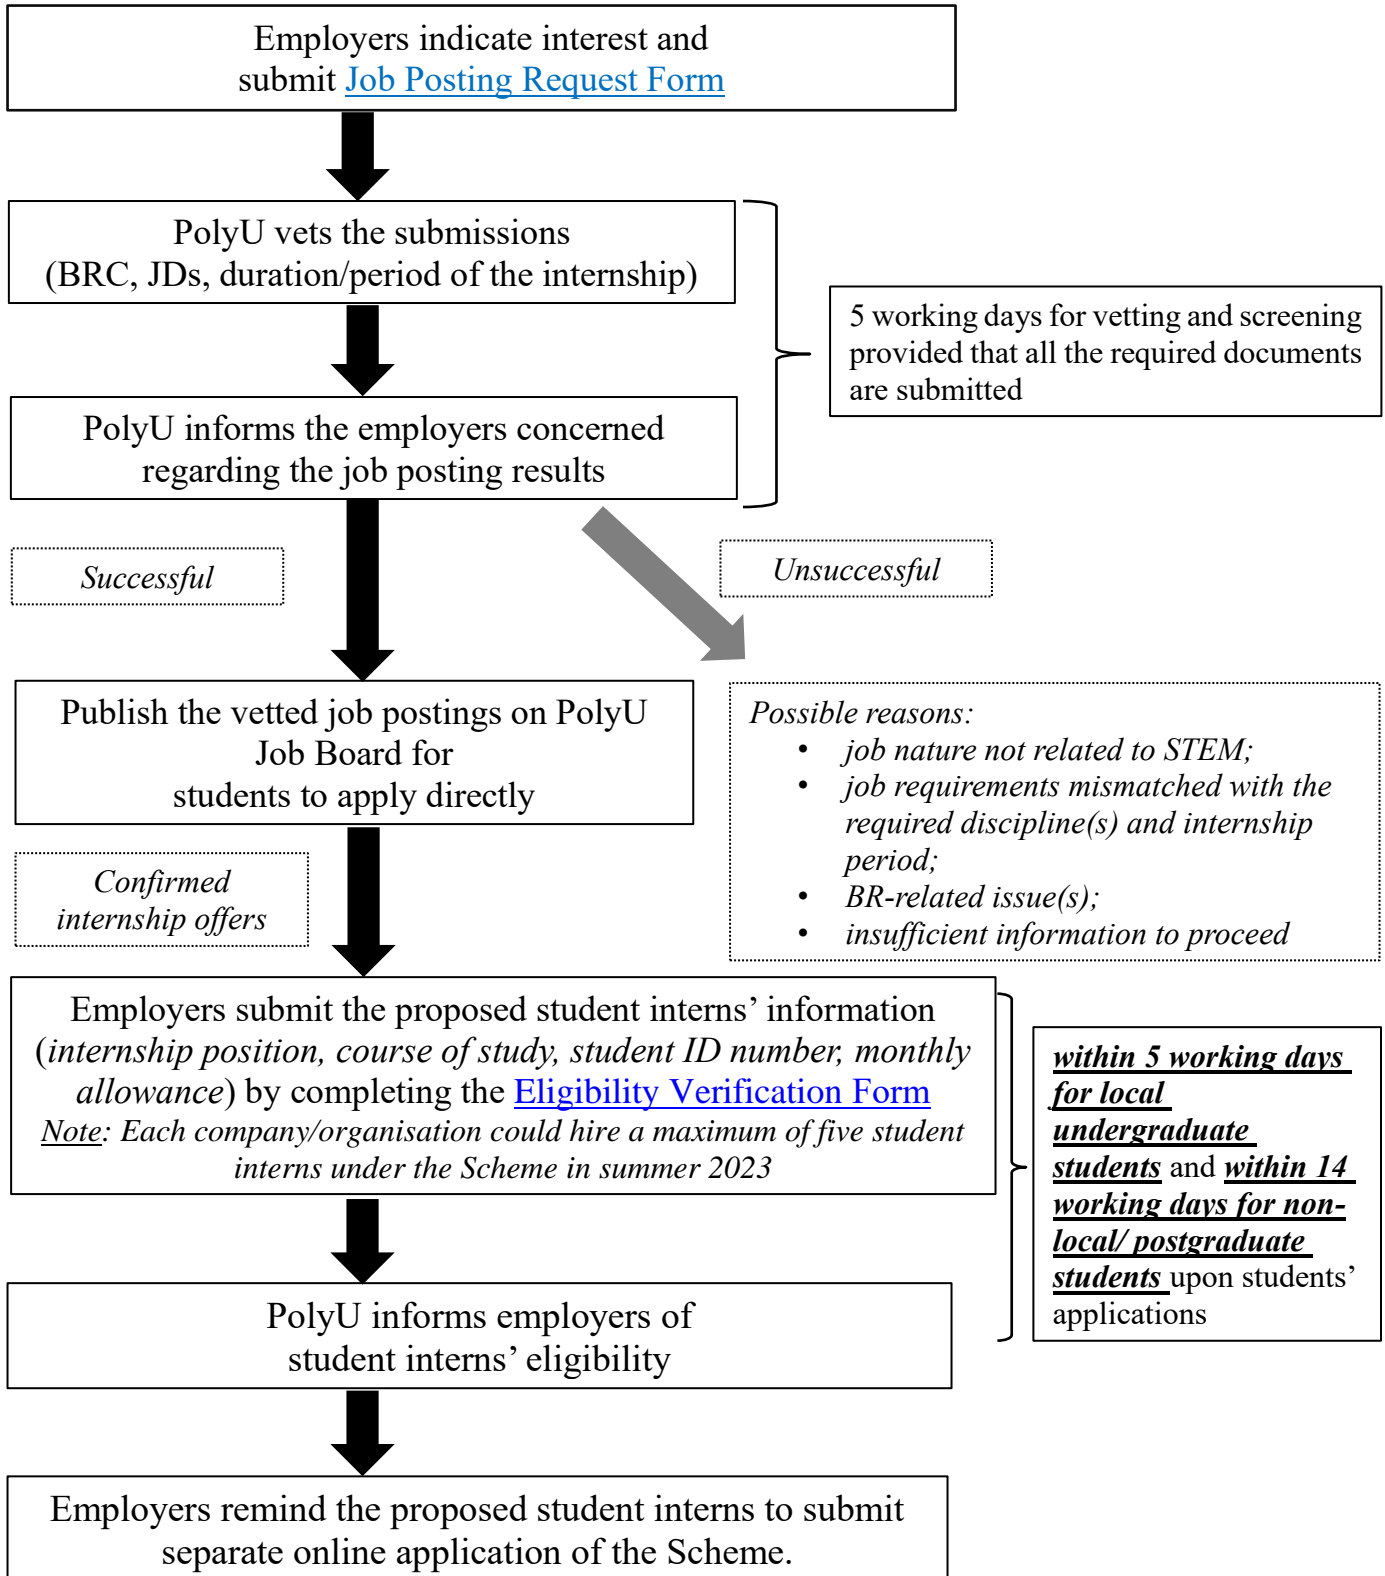 Employers indicate interest and
submit Job Posting Request Form
PolyU vets the submissions
(BRC, JDs, duration/period of the internship)
5 working days for vetting and screening
provided that all the required documents
are submitted
PolyU informs the employers concerned
regarding the job posting results
Successful
Unsuccessful
Publish the vetted job postings on PolyU
Job Board for
students to apply directly
Possible reasons:
• job nature not related to STEM;
• job requirements mismatched with the
required discipline(s) and internship
period;
• BR-related issue(s);
• insufficient information to proceed
Confirmed
internship offers
Employers submit the proposed student interns’ information
(internship position, course of study, student ID number, monthly
allowance) by completing the Eligibility Verification Form
Note: Each company/organisation could hire a maximum of five student
interns under the Scheme in summer 2023
within 5 working days
for local
undergraduate
students and within 14
working days for non-
local/ postgraduate
students upon students’
applications
PolyU informs employers of
student interns’ eligibility
Employers remind the proposed student interns to submit
separate online application of the Scheme.